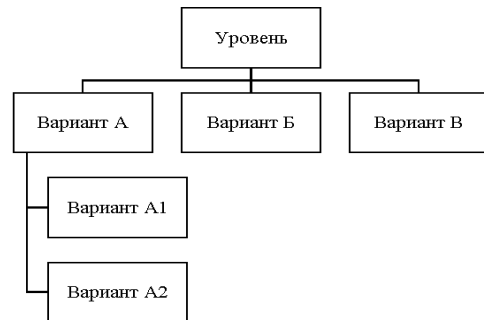 Уровень
Вариант А
Вариант Б
Вариант В
Вариант А1
Вариант А2